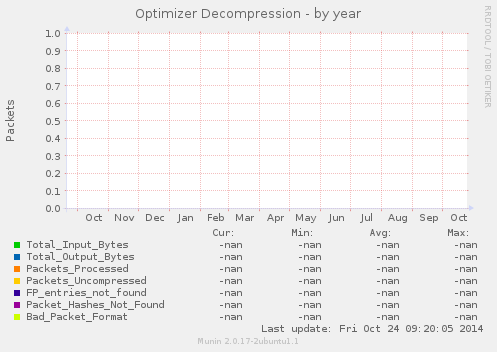 Optimizer Decompression - by year
RRDTOOL / TOBI OETIKER
Packets
1.0
0.9
0.8
0.7
0.6
0.5
0.4
0.3
0.2
0.1
0.0
Oct Nov Dec Jan Feb Mar Apr May Jun Jul Aug Sep Oct
Cur: Min: Avg: Max:
Total_Input_Bytes -nan -nan -nan -nan
Total_Output_Bytes -nan -nan -nan -nan
Packets_Processed -nan -nan -nan -nan
Packets_Uncompressed -nan -nan -nan -nan
FP_entries_not_found -nan -nan -nan -nan
Packet_Hashes_Not_Found -nan -nan -nan -nan
Bad_Packet_Format -nan -nan -nan -nan
Last update: Fri Oct 24 09:20:05 2014
Munin 2.0.17-2ubuntu1.1